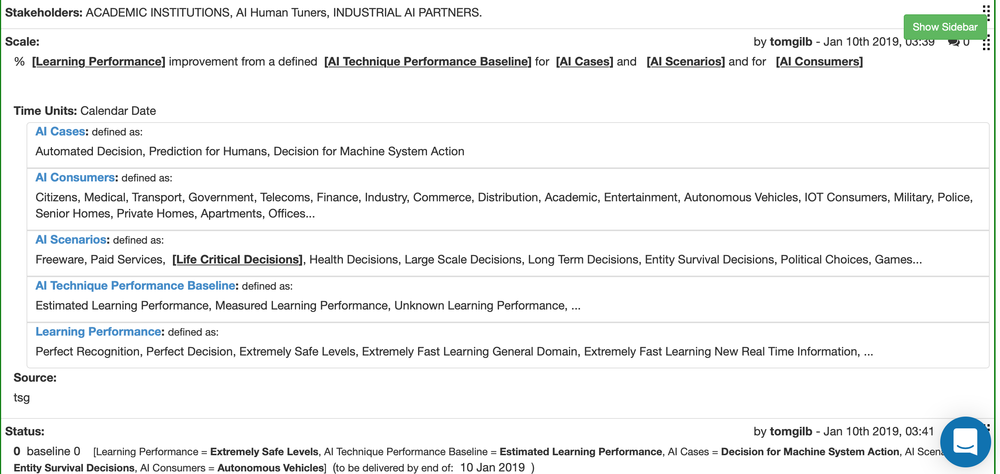 Stakeholders: ACADEMIC INSTITUTIONS, AI Human Tuners, INDUSTRIAL AI PARTNERS.
Show Sidebar
Scale:
by tomgilb - Jan 10th 2019, 03:39 0
% [Learning Performance] improvement from a defined [AI Technique Performance Baseline] for [AI Cases] and [AI Scenarios] and for [AI Consumers]
Time Units: Calendar Date
AI Cases: defined as:
Automated Decision, Prediction for Humans, Decision for Machine System Action
AI Consumers: defined as:
Citizens, Medical, Transport, Government, Telecoms, Finance, Industry, Commerce, Distribution, Academic, Entertainment, Autonomous Vehicles, IOT Consumers, Military, Police,
Senior Homes, Private Homes, Apartments, Offices...
AI Scenarios: defined as:
Freeware, Paid Services, [Life Critical Decisions], Health Decisions, Large Scale Decisions, Long Term Decisions, Entity Survival Decisions, Political Choices, Games...
AI Technique Performance Baseline: defined as:
Estimated Learning Performance, Measured Learning Performance, Unknown Learning Performance, ...
Learning Performance: defined as:
Perfect Recognition, Perfect Decision, Extremely Safe Levels, Extremely Fast Learning General Domain, Extremely Fast Learning New Real Time Information, ...
Source:
tsg
Status:
by tomgilb - Jan 10th 2019, 03:41
0 baseline 0 [Learning Performance = Extremely Safe Levels, AI Technique Performance Baseline = Estimated Learning Performance, AI Cases = Decision for Machine System Action, AI
Entity Survival Decisions, AI Consumers = Autonomous Vehicles] (to be delivered by end of: 10 Jan 2019 )